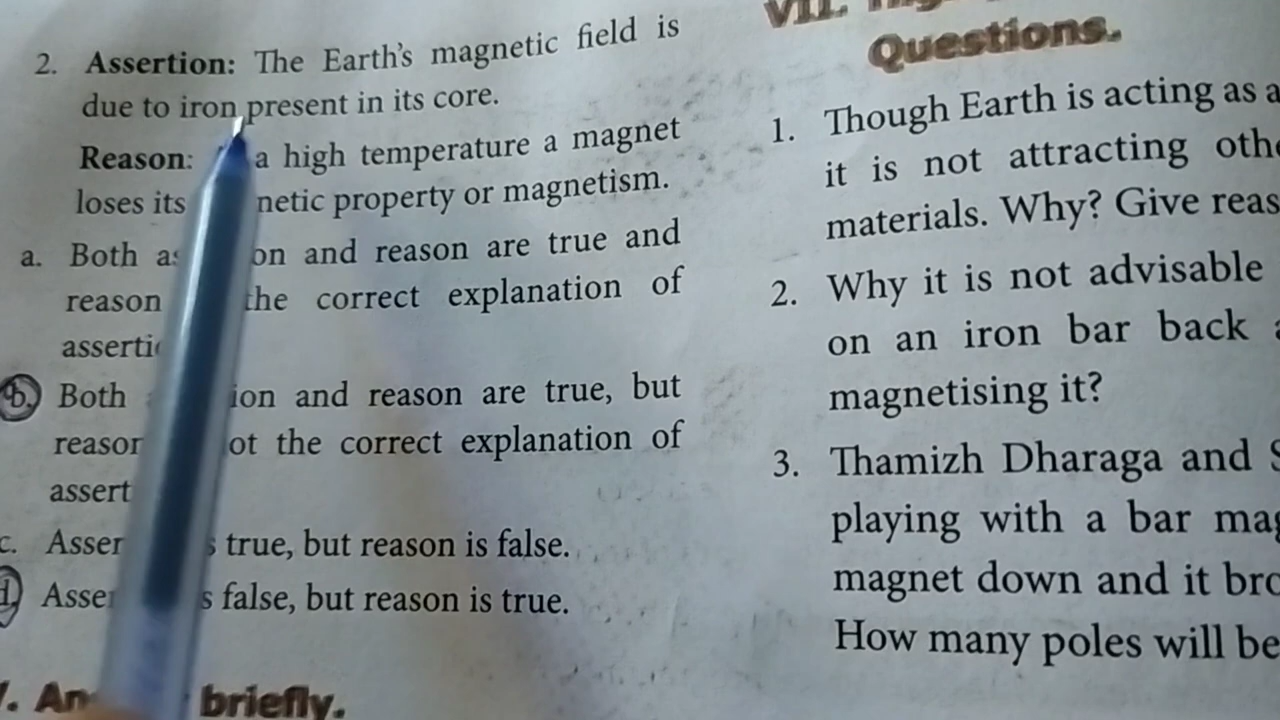 2. Assertion: The Earth's magnetic field is
due to iron present in its core.
Reason: a high temperature a magnet
loses its netic property or magnetism.
a. Both on and reason are true and
reason the correct explanation of
asserti
b. Both ion and reason are true, but
reason ot the correct explanation of
assert
c. Asser s true, but reason is false.
d. Asse s false, but reason is true.
V. An briefly.
VII.
Questions.
1. Though Earth is acting as a
it is not attracting oth
materials. Why? Give reas
2. Why it is not advisable
on an iron bar back
magnetising it?
3. Thamizh Dharaga and S
playing with a bar mag
magnet down and it bro
How many poles will be